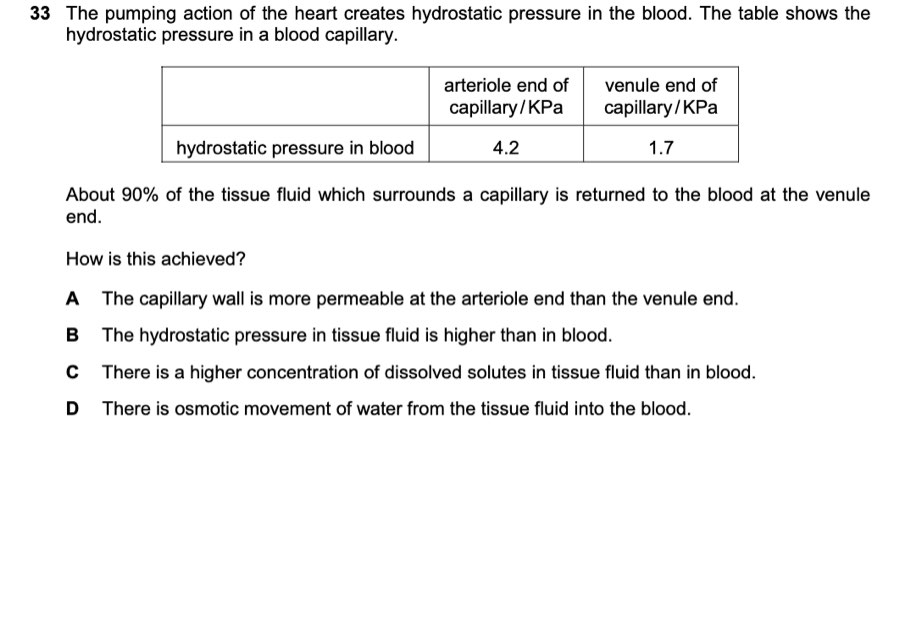 33 The pumping action of the heart creates hydrostatic pressure in the blood. The table shows the
hydrostatic pressure in a blood capillary.
arteriole end of capillary/KPa
venule end of capillary/KPa
hydrostatic pressure in blood 4.2 1.7
About 90% of the tissue fluid which surrounds a capillary is returned to the blood at the venule
end.
How is this achieved?
A The capillary wall is more permeable at the arteriole end than the venule end.
B The hydrostatic pressure in tissue fluid is higher than in blood.
C There is a higher concentration of dissolved solutes in tissue fluid than in blood.
D There is osmotic movement of water from the tissue fluid into the blood.